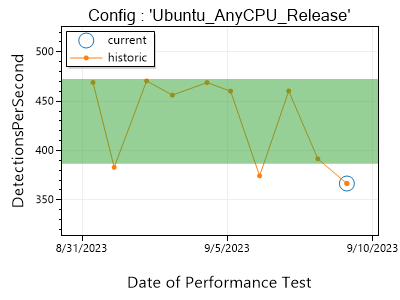 Config : 'Ubuntu_AnyCPU_Release'
current
historic
DetectionsPerSecond
500
450
400
350
8/31/2023
9/5/2023
9/10/2023
Date of Performance Test